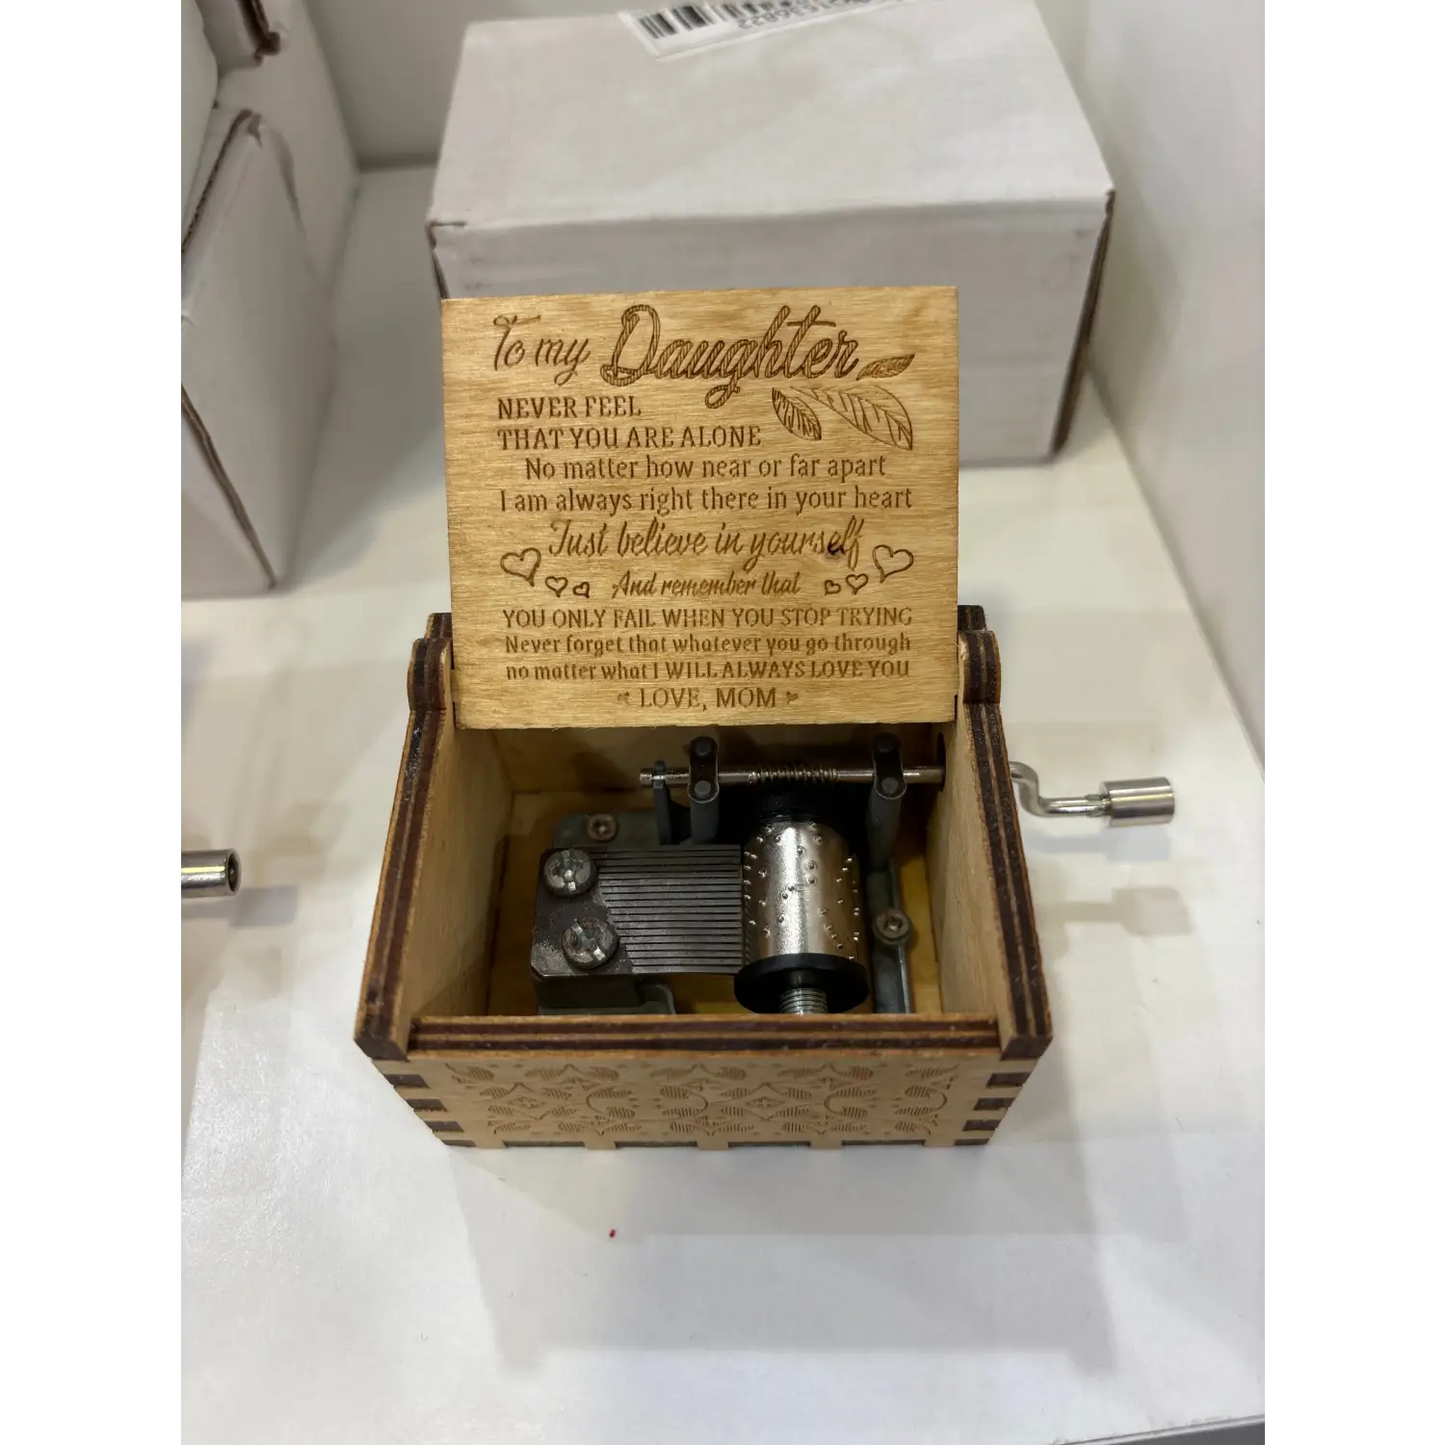 To my Daughter
NEVER FEEL
THAT YOU ARE ALONE
No matter how near or far apart
I am always right there in your heart
Just believe in yourself
And remember that
YOU ONLY FAIL WHEN YOU STOP TRYING
Never forget that whatever you go through
no matter what I WILL ALWAYS LOVE YOU
LOVE, MOM